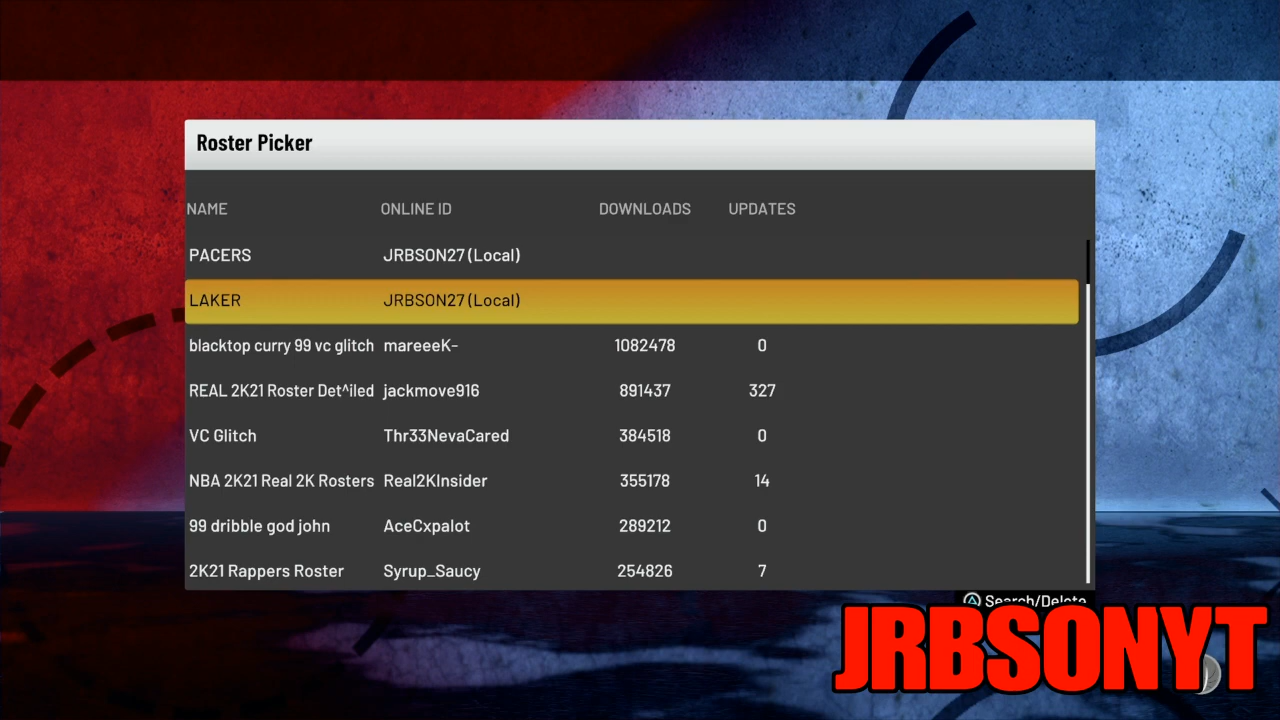 Roster Picker
NAME ONLINE ID DOWNLOADS UPDATES
PACERS JRBSON27 (Local)
LAKER JRBSON27 (Local)
blacktop curry 99 vc glitch mareeeK- 1082478 0
REAL 2K21 Roster Det^iled jackmove916 891437 327
VC Glitch Thr33NevaCared 384518 0
NBA 2K21 Real 2K Rosters Real2KInsider 355178 14
99 dribble god john AceCxpalot 289212 0
2K21 Rappers Roster Syrup_Saucy 254826 7
Search/Delete
JRBSONYT